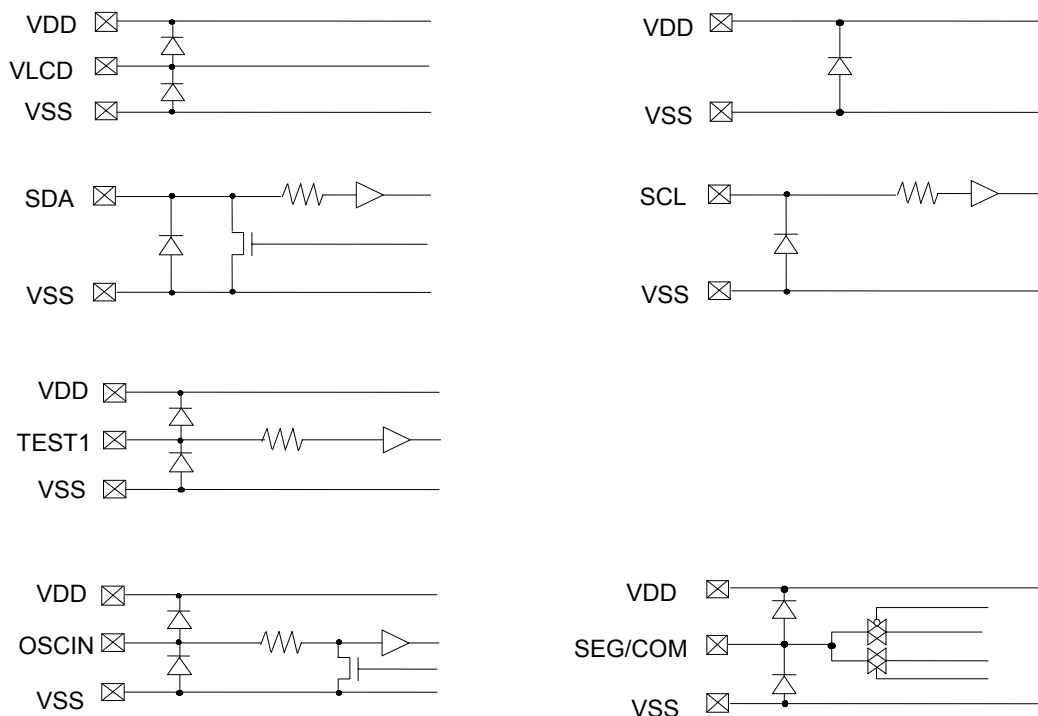 VDD
VLCD
VSS
VDD
VSS
SDA
VSS
SCL
VSS
VDD
TEST1
VSS
VDD
OSCIN
VSS
VDD
SEG/COM
VSS